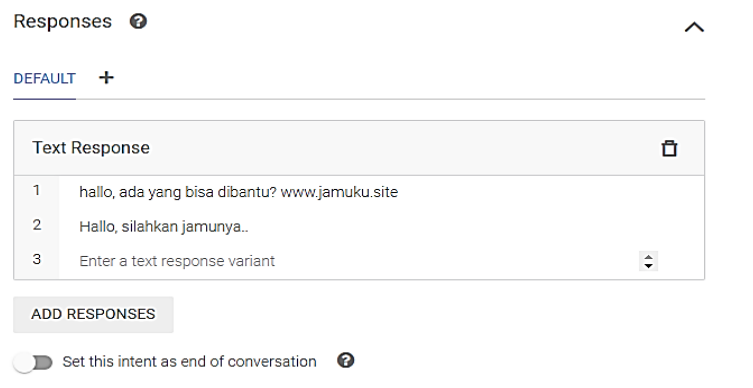 Responses ?
DEFAULT +
Text Response
1 hallo, ada yang bisa dibantu? www.jamuku.site
2 Hallo, silahkan jamunya..
3 Enter a text response variant
ADD RESPONSES
Set this intent as end of conversation ?